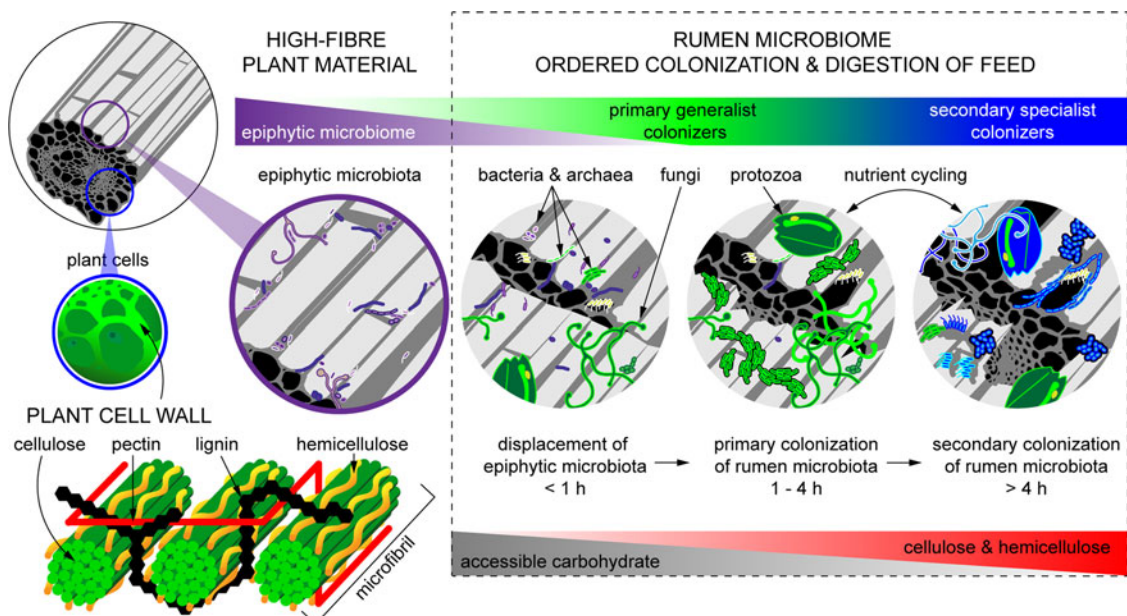 HIGH-FIBRE
PLANT MATERIAL
RUMEN MICROBIOME
ORDERED COLONIZATION & DIGESTION OF FEED
epiphytic microbiome
primary generalist
colonizers
secondary specialist
colonizers
epiphytic microbiota
bacteria & archaea
fungi
protozoa
nutrient cycling
plant cells
PLANT CELL WALL
cellulose
pectin
lignin
hemicellulose
microfibril
displacement of
epiphytic microbiota
< 1 h
primary colonization
of rumen microbiota
1 - 4 h
secondary colonization
of rumen microbiota
> 4 h
accessible carbohydrate
cellulose & hemicellulose